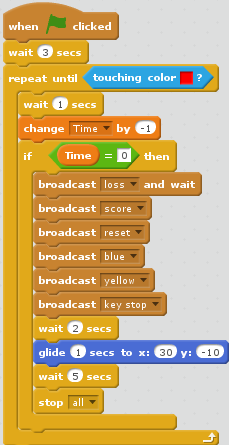 when clicked
wait 3 secs
repeat until touching color ?
wait 1 secs
change Time by -1
if Time = 0 then
broadcast loss and wait
broadcast score
broadcast reset
broadcast blue
broadcast yellow
broadcast key stop
wait 2 secs
glide 1 secs to x: 30 y: -10
wait 5 secs
stop all